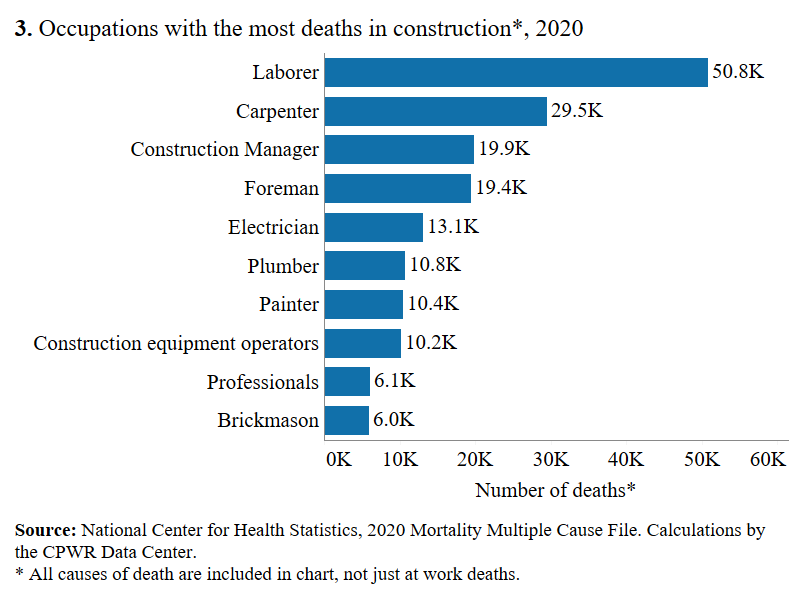 3. Occupations with the most deaths in construction*, 2020
Laborer 50.8K
Carpenter 29.5K
Construction Manager 19.9K
Foreman 19.4K
Electrician 13.1K
Plumber 10.8K
Painter 10.4K
Construction equipment operators 10.2K
Professionals 6.1K
Brickmason 6.0K
0K 10K 20K 30K 40K 50K 60K
Number of deaths*
Source: National Center for Health Statistics, 2020 Mortality Multiple Cause File. Calculations by
the CPWR Data Center.
* All causes of death are included in chart, not just at work deaths.